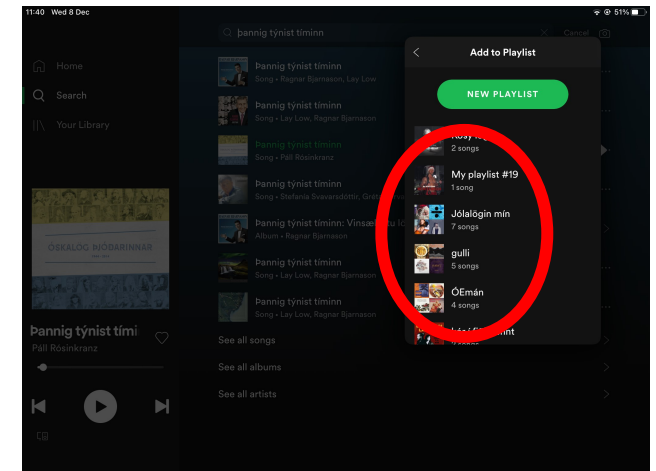 11:40 Wed 8 Dec
51%
þannig týnist tíminn
Cancel
Home
Search
Your Library
Þannig týnist tíminn
Song • Ragnar Bjarnason, Lay Low
Þannig týnist tíminn
Song • Lay Low, Ragnar Bjarnason
Þannig týnist tíminn
Song • Páll Rósinkranz
Þannig týnist tíminn
Song • Stefanía Svavarsdóttir,
Þannig týnist tíminn:
Album • Ragnar Bjarnason
Þannig týnist tíminn
Song • Lay Low, Ragnar Bjarnason
Þannig týnist tíminn
Song • Lay Low, Ragnar Bjarnason
See all songs
See all albums
See all artists
ÓSKALÖG ÞJÓÐARINNAR
Þannig týnist tími
Páll Rósinkranz
Add to Playlist
NEW PLAYLIST
2 songs
My playlist #19
1 song
Jólalögin mín
7 songs
gulli
5 songs
ÓEmán
4 songs